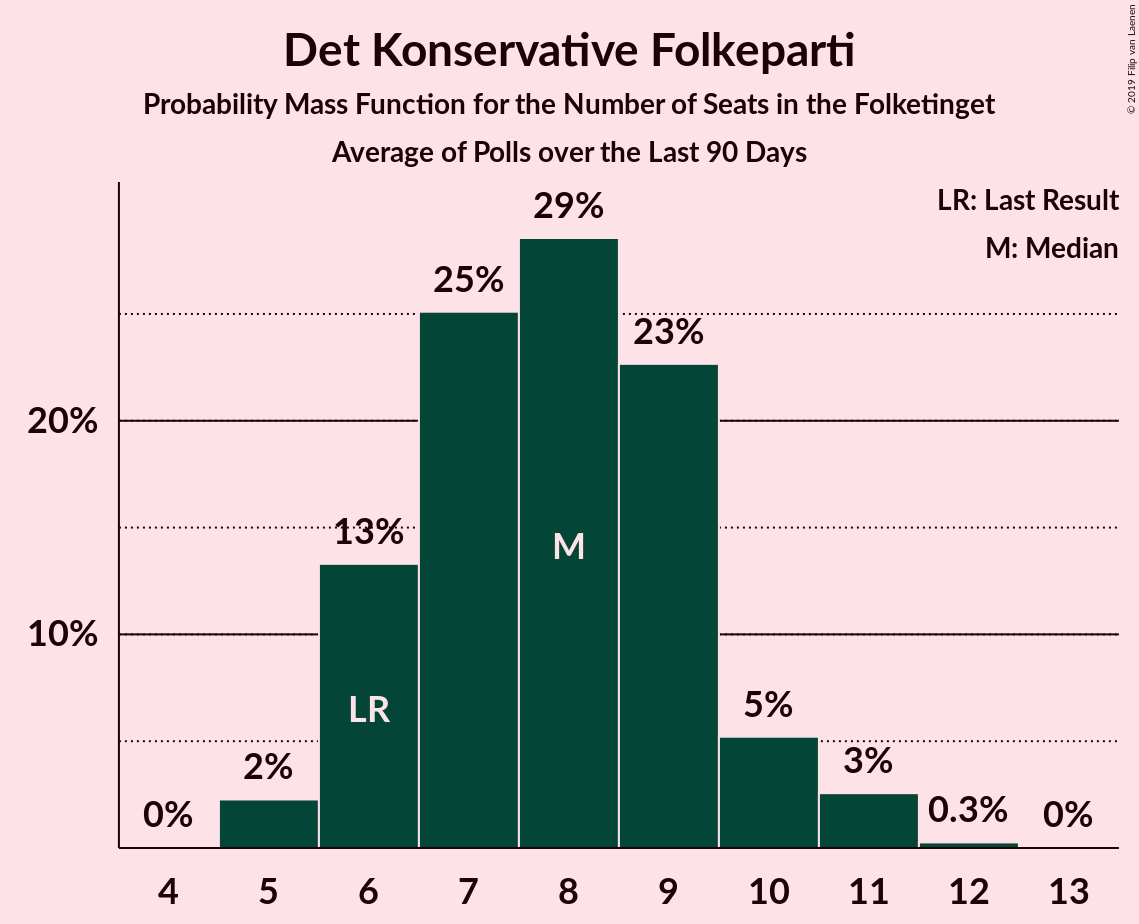 Det Konservative Folkeparti
Probability Mass Function for the Number of Seats in the Folketinget
Average of Polls over the Last 90 Days
© 2019 Filip van Laenen
LR: Last Result
M: Median
29%
25%
23%
20%
13%
M
10%
LR
5%
3%
2%
0%
0.3%
0%
4 5 6 7 8 9 10 11 12 13